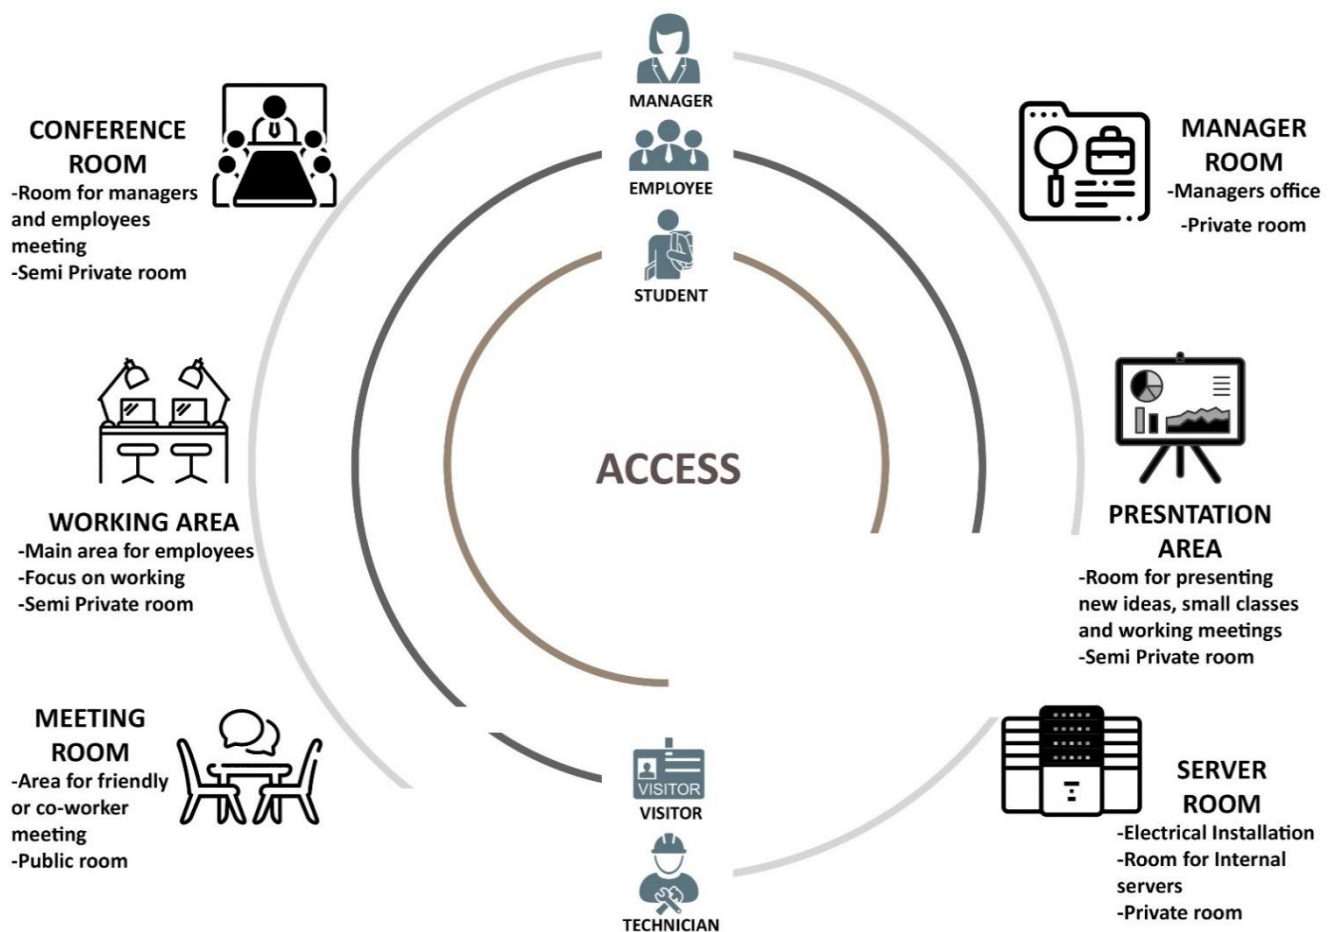 MANAGER
EMPLOYEE
STUDENT
ACCESS
CONFERENCE
ROOM
-Room for managers
and employees
meeting
-Semi Private room
WORKING AREA
-Main area for employees
-Focus on working
-Semi Private room
MEETING
ROOM
-Area for friendly
or co-worker
meeting
-Public room
MANAGER
ROOM
-Managers office
-Private room
PRESNTATION
AREA
-Room for presenting
new ideas, small classes
and working meetings
-Semi Private room
SERVER
ROOM
-Electrical Installation
-Room for Internal
servers
-Private room
VISITOR
VISITOR
TECHNICIAN